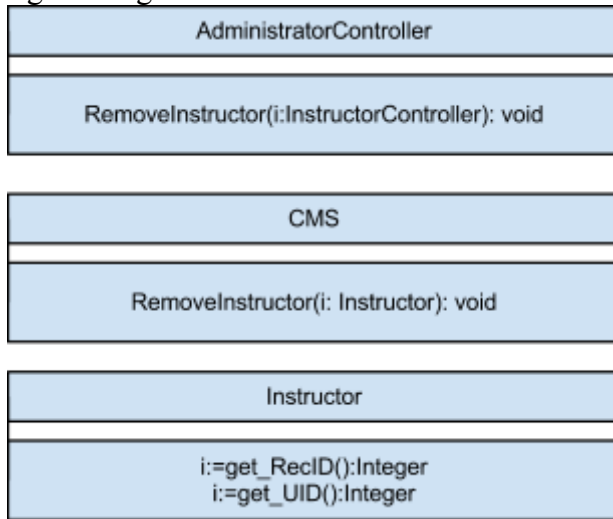 AdministratorController
RemoveInstructor(i:InstructorController): void
CMS
RemoveInstructor(i: Instructor): void
Instructor
i:=get_RecID():Integer
i:=get_UID():Integer